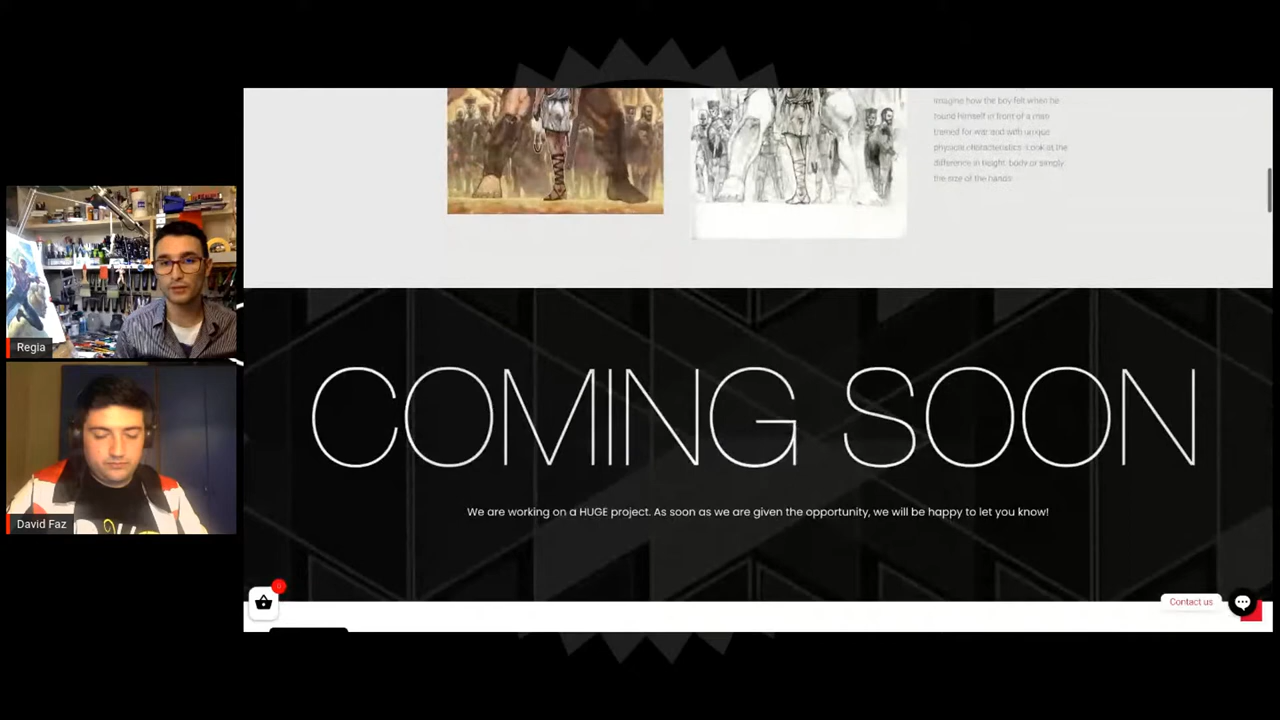 imagine how the boy felt when he
found himself in front of a man
trained for war and with unique
physical characteristics. Look at the
difference in height, body or simply
the size of the hands.
Regia
COMING SOON
We are working on a HUGE project. As soon as we are given the opportunity, we will be happy to let you know!
David Faz
0
Contact us